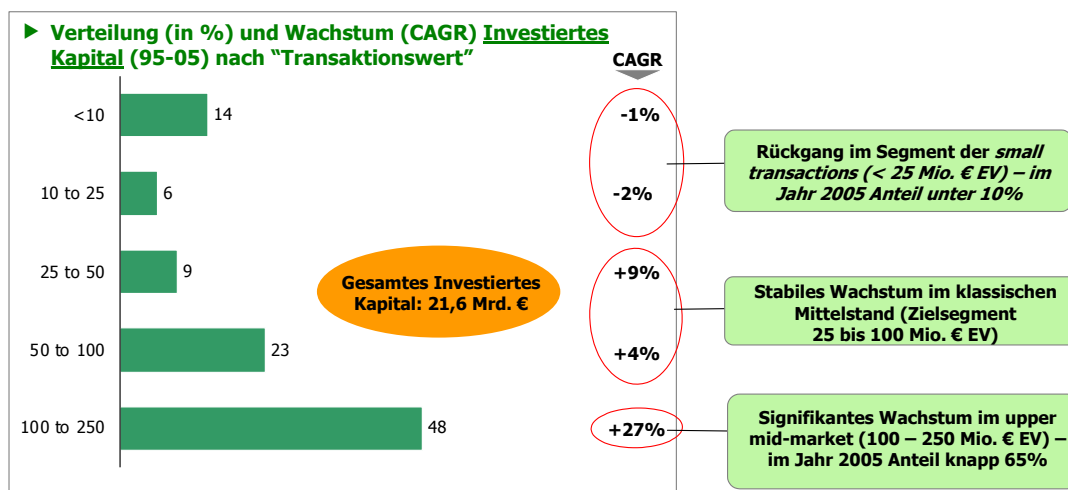 ► Verteilung (in %) und Wachstum (CAGR) Investiertes
Kapital (95-05) nach “Transaktionswert”
CAGR
<10
14
-1%
10 to 25
6
-2%
25 to 50
9
+9%
50 to 100
23
+4%
100 to 250
48
+27%
Gesamtes Investiertes
Kapital: 21,6 Mrd. €
Rückgang im Segment der small
transactions (< 25 Mio. € EV) – im
Jahr 2005 Anteil unter 10%
Stabiles Wachstum im klassischen
Mittelstand (Zielsegment
25 bis 100 Mio. € EV)
Signifikantes Wachstum im upper
mid-market (100 – 250 Mio. € EV) –
im Jahr 2005 Anteil knapp 65%